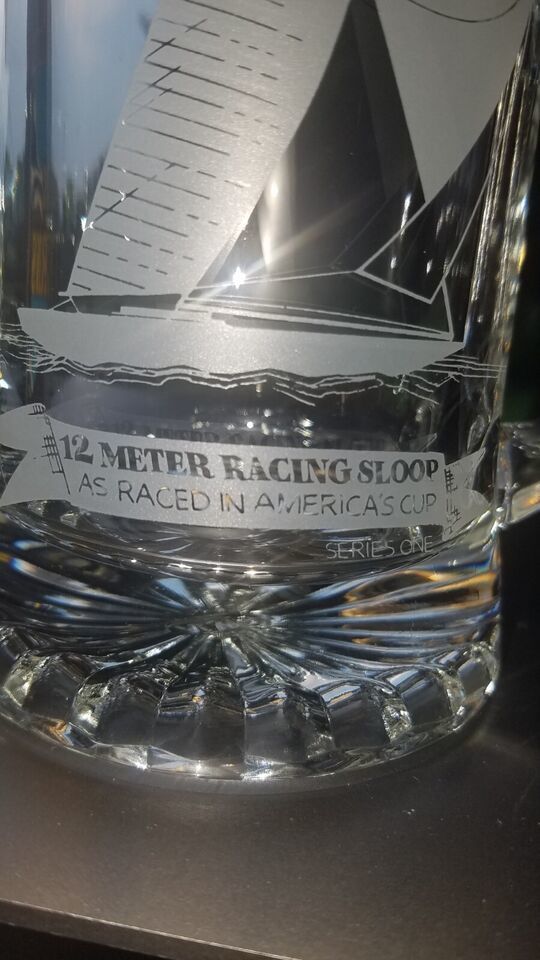 12 METER RACING SLOOP
AS RACED IN AMERICA'S CUP
SERIES ONE